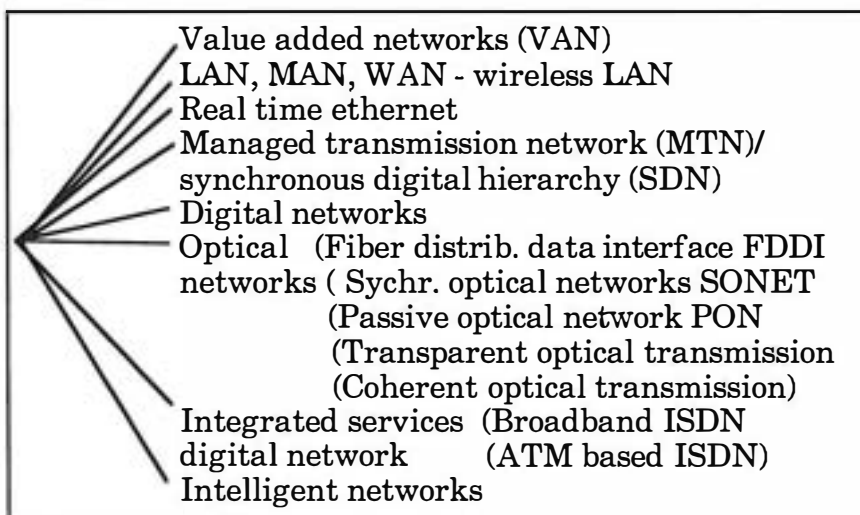 Value added networks (VAN)
LAN, MAN, WAN - wireless LAN
Real time ethernet
Managed transmission network (MTN)/
synchronous digital hierarchy (SDN)
Digital networks
Optical (Fiber distrib. data interface FDDI
networks ( Sychr. optical networks SONET
(Passive optical network PON
(Transparent optical transmission
(Coherent optical transmission)
Integrated services (Broadband ISDN
digital network (ATM based ISDN)
Intelligent networks